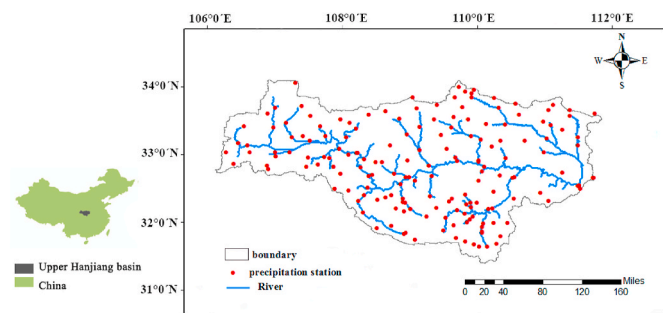 106°0´E 108°0´E 110°0´E 112°0´E
N
W E
S
34°0´N
33°0´N
32°0´N
31°0´N
boundary
precipitation station
River
Upper Hanjiang basin
China
Miles
0 20 40 80 120 160